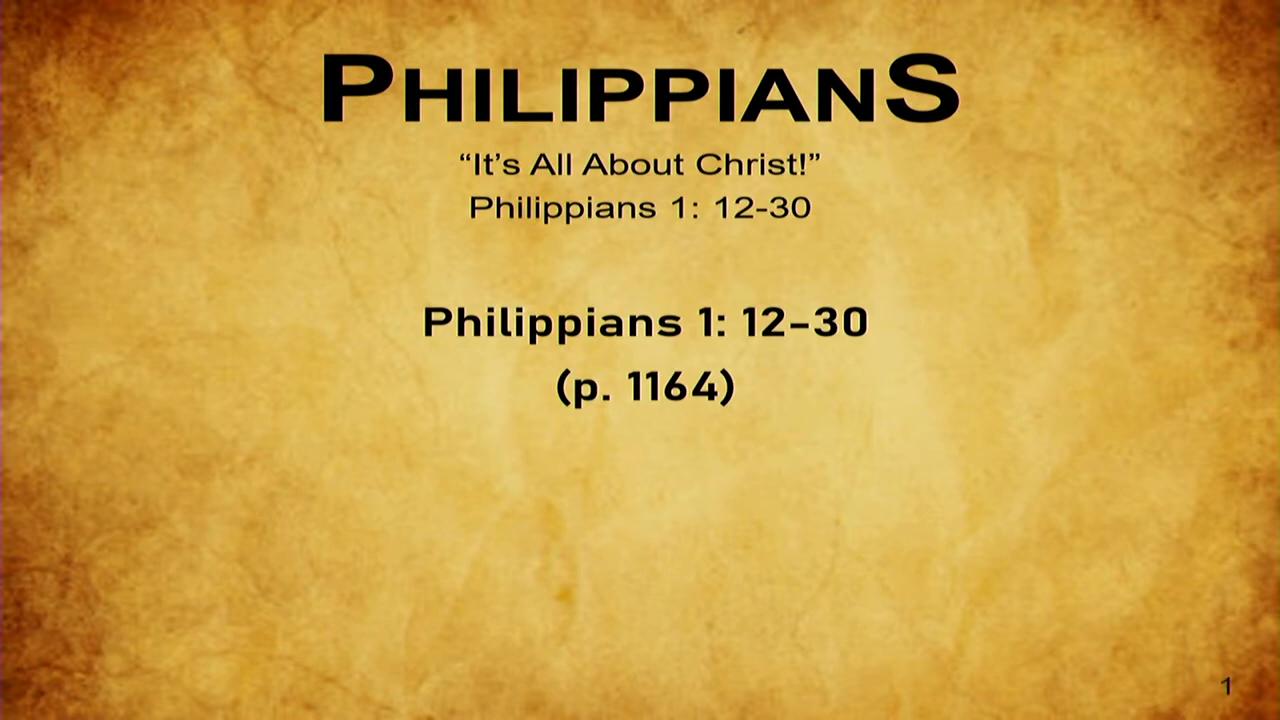 PHILIPPIANS
“It’s All About Christ!”
Philippians 1: 12-30
Philippians 1: 12-30
(p. 1164)
1